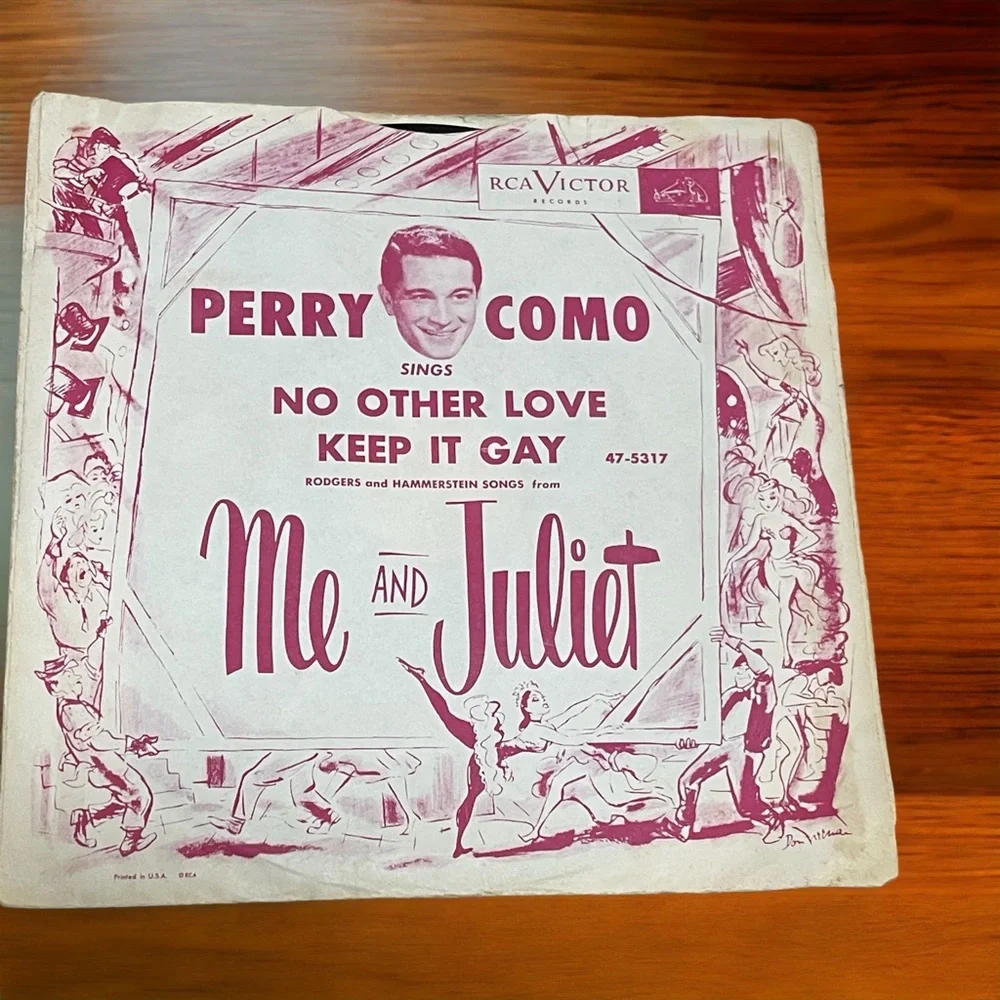 RCA VICTOR
RECORDS
PERRY COMO
SINGS
NO OTHER LOVE
KEEP IT GAY 47-5317
RODGERS and HAMMERSTEIN SONGS from
Me AND Juliet
Printed in U.S.A. © RCA